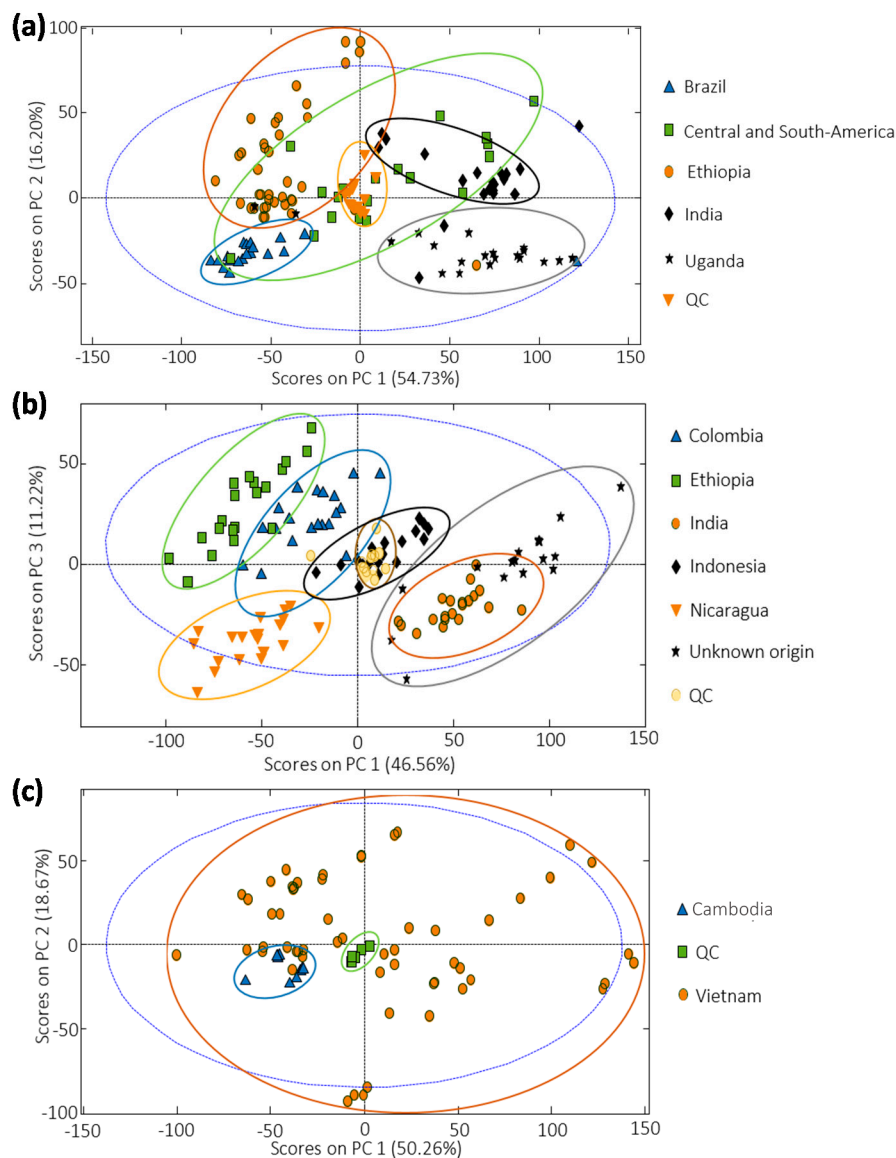 (a)
100
50
0
-50
-150
-100
-50
0
50
100
150
Scores on PC 2 (16.20%)
Scores on PC 1 (54.73%)
Brazil
Central and South-America
Ethiopia
India
Uganda
QC
(b)
50
0
-50
-100
-50
0
50
100
150
Scores on PC 3 (11.22%)
Scores on PC 1 (46.56%)
Colombia
Ethiopia
India
Indonesia
Nicaragua
Unknown origin
QC
(c)
50
0
-50
-100
-150
-100
-50
0
50
100
150
Scores on PC 2 (18.67%)
Scores on PC 1 (50.26%)
Cambodia
QC
Vietnam